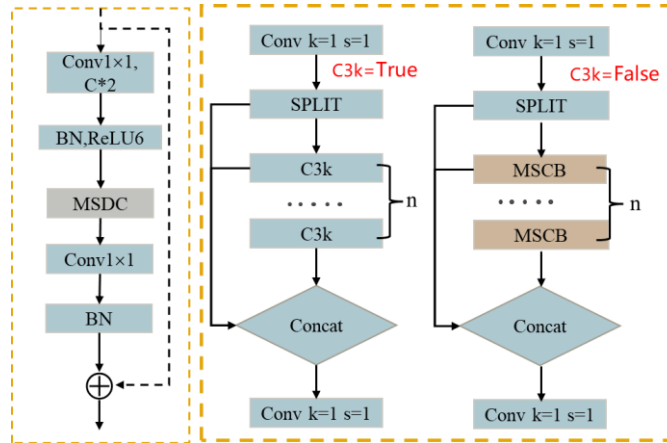 Conv1×1,
C*2
BN,ReLU6
MSDC
Conv1×1
BN
Conv k=1 s=1
C3k=True
SPLIT
C3k
.....
C3k
n
Concat
Conv k=1 s=1
Conv k=1 s=1
C3k=False
SPLIT
MSCB
.....
MSCB
n
Concat
Conv k=1 s=1